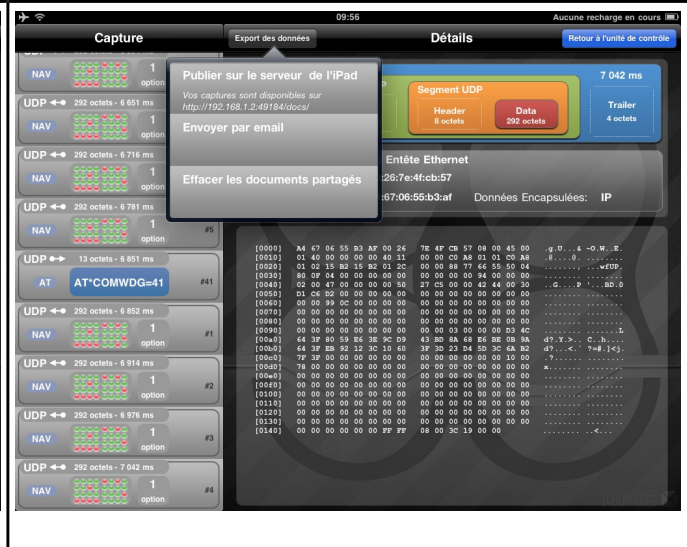 09:56
Aucune recharge en cours
Capture
Export des données
Détails
Retour à l'unité de contrôle
NAV
1
option
UDP
292 octets - 6 651 ms
NAV
1
option
UDP
292 octets - 6 716 ms
NAV
1
option
UDP
292 octets - 6 781 ms
NAV
1
option
#5
UDP
13 octets - 6 851 ms
AT
AT*COMWDG=41
#41
UDP
292 octets - 6 852 ms
NAV
1
option
#1
UDP
292 octets - 6 914 ms
NAV
1
option
#2
UDP
292 octets - 6 976 ms
NAV
1
option
#3
UDP
292 octets - 7 042 ms
NAV
1
option
#4
Publier sur le serveur de l'iPad
Vos captures sont disponibles sur
http://192.168.1.2:49184/docs/
Envoyer par email
Effacer les documents partagés
7 042 ms
Segment UDP
Header
8 octets
Data
292 octets
Trailer
4 octets
Entête Ethernet
:26:7e:4f:cb:57
:67:06:55:b3:af
Données Encapsulées: IP
[0000] A4 67 06 55 B3 AF 00 26 7E 4F CB 57 08 00 45 00 .g.U...& ~O.W..E.
[0010] 01 40 00 00 00 00 40 11 00 00 C0 A8 01 01 C0 A8
[0020] 01 02 15 B2 15 B2 01 2C 00 00 88 77 66 55 50 04
[0030] 80 0F 04 00 00 00 00 00 00 00 00 00 94 00 00 00
[0040] 02 00 47 00 00 00 00 50 27 C5 00 00 42 44 00 30
[0050] D1 C6 D2 00 00 00 00 00 00 00 00 00 00 00 00 00
[0060] 00 00 99 0C 00 00 00 00 00 00 00 00 00 00 00 00
[0070] 00 00 00 00 00 00 00 00 00 00 00 00 00 00 00 00
[0080] 00 00 00 00 00 00 00 00 00 00 00 00 00 00 00 00
[0090] 00 00 00 00 00 00 00 00 00 00 03 00 00 00 D3 4C
[00a0] 64 3F 80 59 E6 3E 9C D9 43 BD 8A 68 E6 BE 0B 9A
[00b0] 64 3F EB 92 12 3C 10 60 3F 3D 23 D4 5D 3C 6A B2
[00c0] 7F 3F 00 00 00 00 00 00 00 00 00 00 00 00 10 00
[00d0] 78 00 00 00 00 00 00 00 00 00 00 00 00 00 00 00
[00e0] 00 00 00 00 00 00 00 00 00 00 00 00 00 00 00 00
[00f0] 00 00 00 00 00 00 00 00 00 00 00 00 00 00 00 00
[0100] 00 00 00 00 00 00 00 00 00 00 00 00 00 00 00 00
[0110] 00 00 00 00 00 00 00 00 00 00 00 00 00 00 00 00
[0120] 00 00 00 00 00 00 00 00 00 00 00 00 00 00 00 00
[0130] 00 00 00 00 00 00 00 00 00 00 00 00 00 00 00 00
[0140] 00 00 00 00 00 00 FF FF 08 00 3C 19 00 00